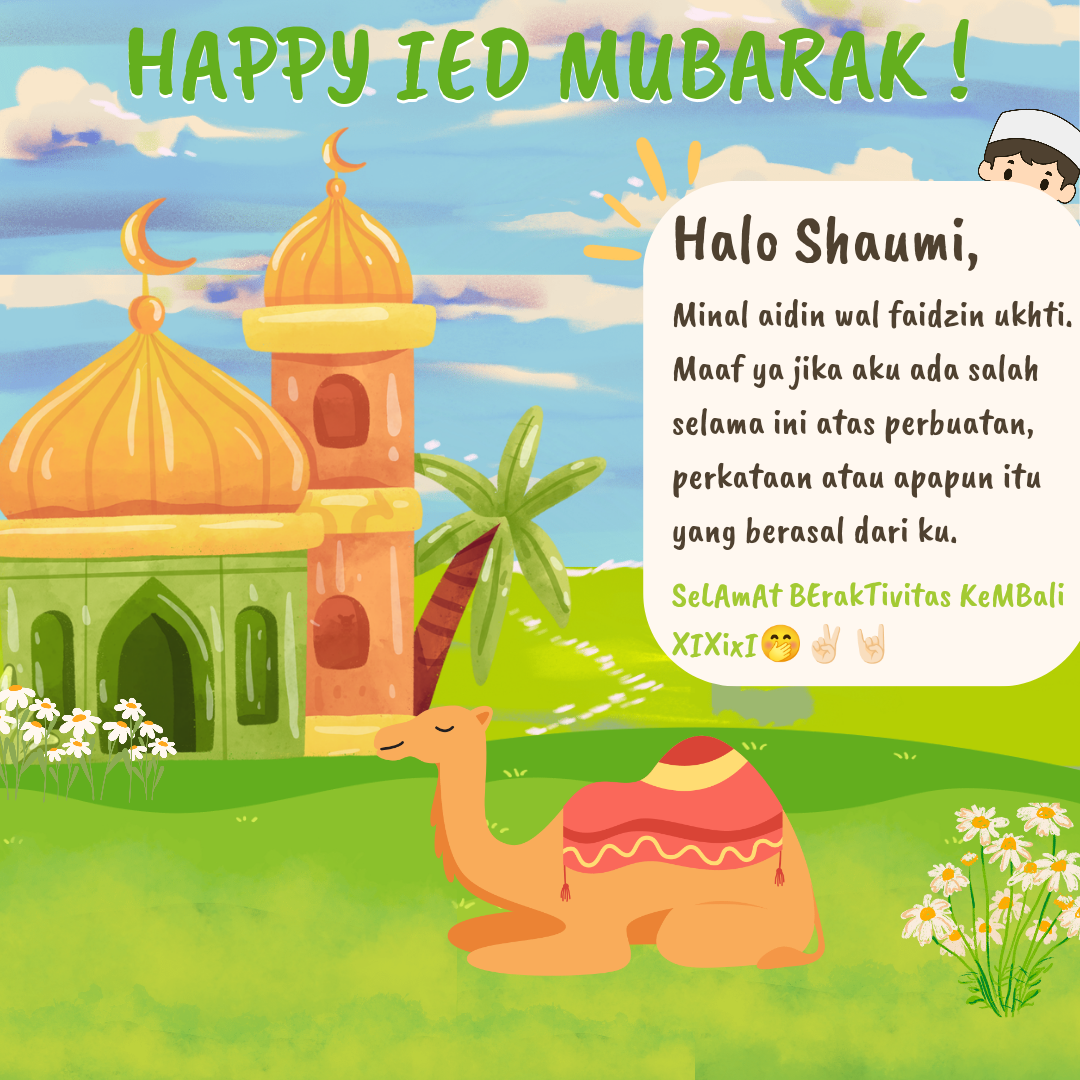 HAPPY IED MUBARAK !
Halo Shaumi,
Minal aidin wal faidzin ukhti.
Maaf ya jika aku ada salah
selama ini atas perbuatan,
perkataan atau apapun itu
yang berasal dari ku.
SeLAmAt BErakTivitas KeMBali
XIXixI🤭✌🏻🤘🏻